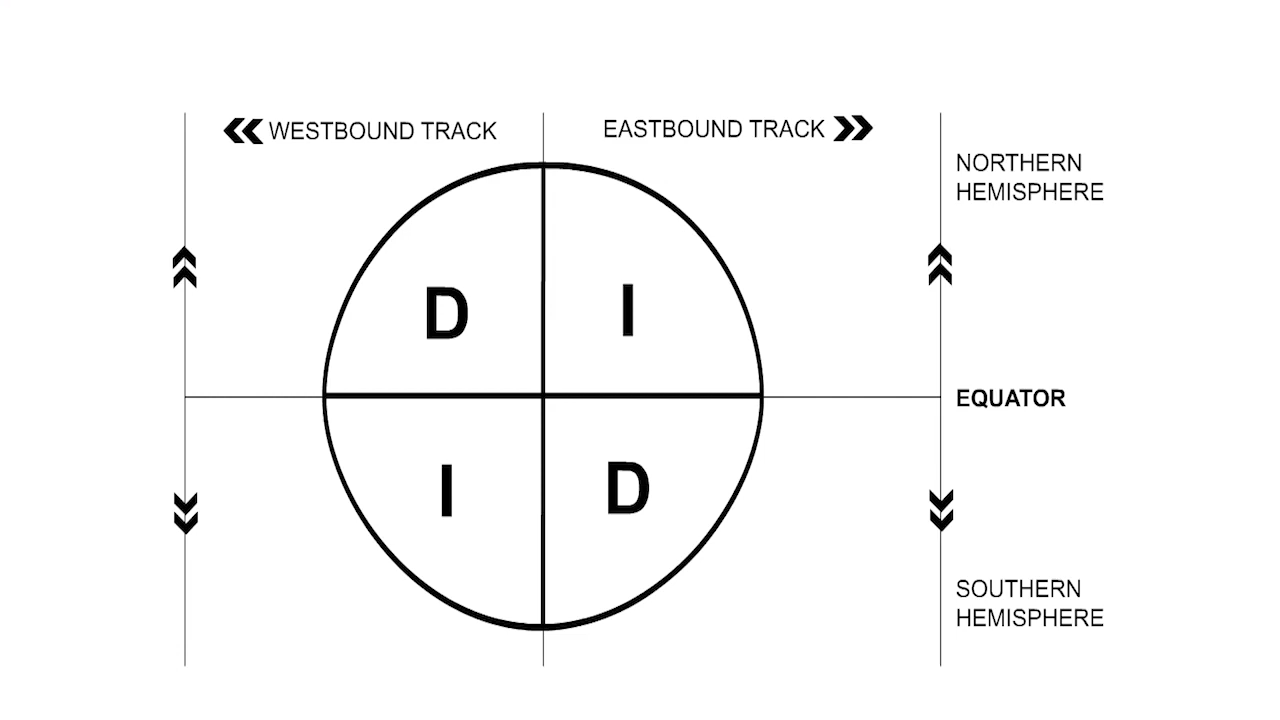 WESTBOUND TRACK
EASTBOUND TRACK
NORTHERN
HEMISPHERE
D
I
EQUATOR
I
D
SOUTHERN
HEMISPHERE